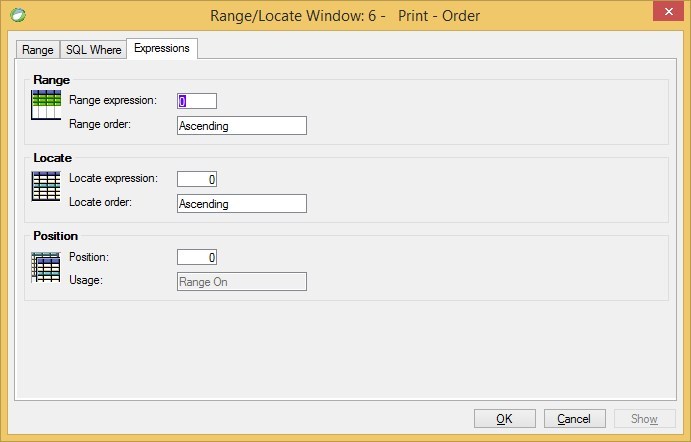 Range/Locate Window: 6 -   Print - Order
Range SQL Where Expressions
Range
Range expression: 0
Range order: Ascending
Locate
Locate expression: 0
Locate order: Ascending
Position
Position: 0
Usage: Range On
OK Cancel Show